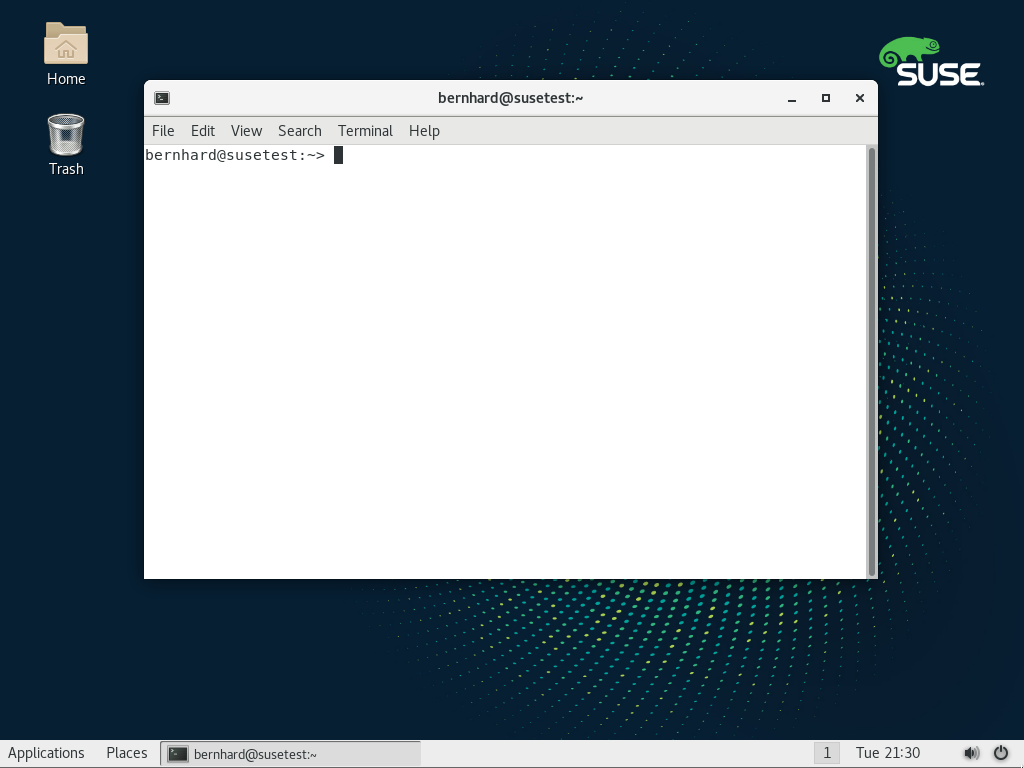 Home
Trash
SUSE
bernhard@susetest:~
File Edit View Search Terminal Help
bernhard@susetest:~>
Applications Places bernhard@susetest:~ 1 Tue 21:30